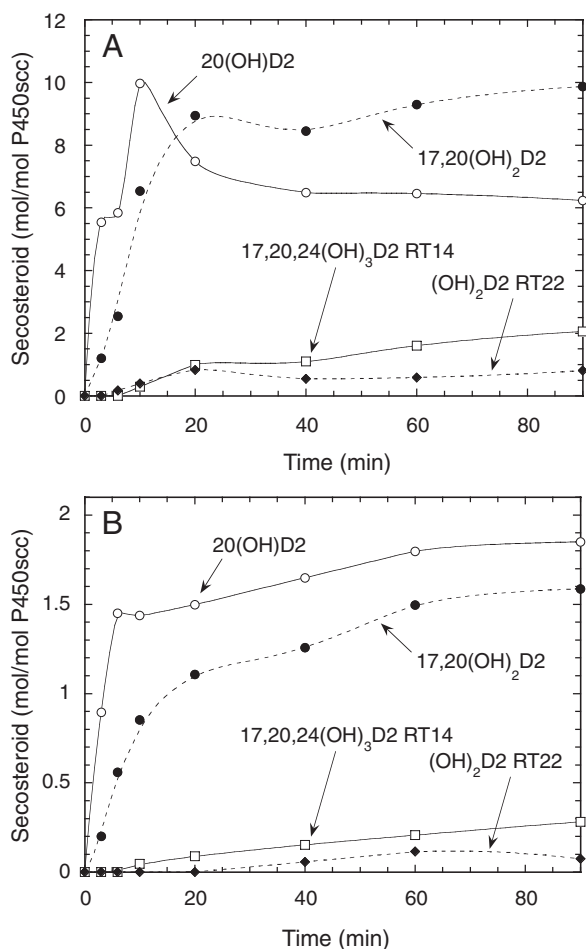 A
12
10
8
6
4
2
0
Secosteroid (mol/mol P450scc)
20(OH)D2
17,20(OH)₂D2
17,20,24(OH)₃D2 RT14
(OH)₂D2 RT22
0 20 40 60 80
Time (min)
B
2
1.5
1
0.5
0
Secosteroid (mol/mol P450scc)
20(OH)D2
17,20(OH)₂D2
17,20,24(OH)₃D2 RT14
(OH)₂D2 RT22
0 20 40 60 80
Time (min)